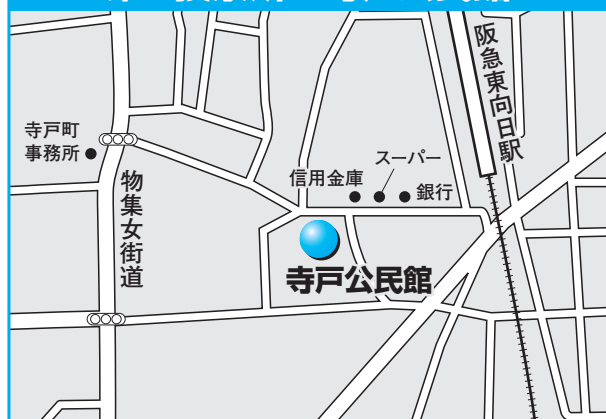 寺戸町
事務所
物集女街道
信用金庫
スーパー
銀行
阪急東向日駅
寺戸公民館